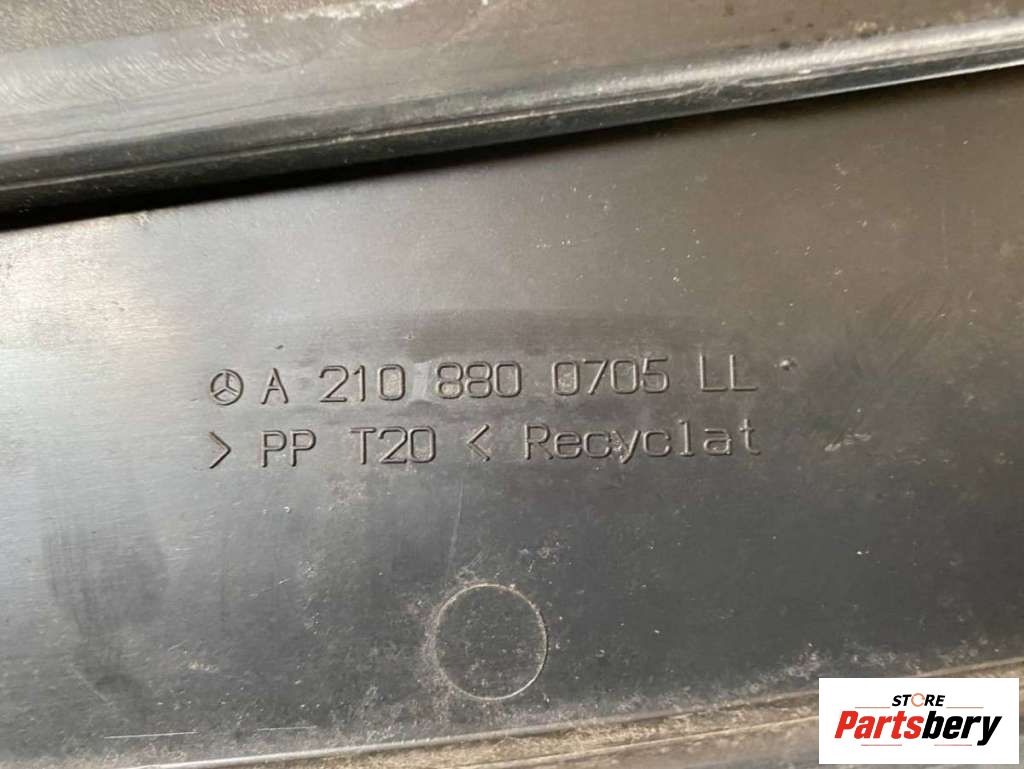 A 210 880 0705 LL
> PP T20 < Recyclat
STORE
Partsbery